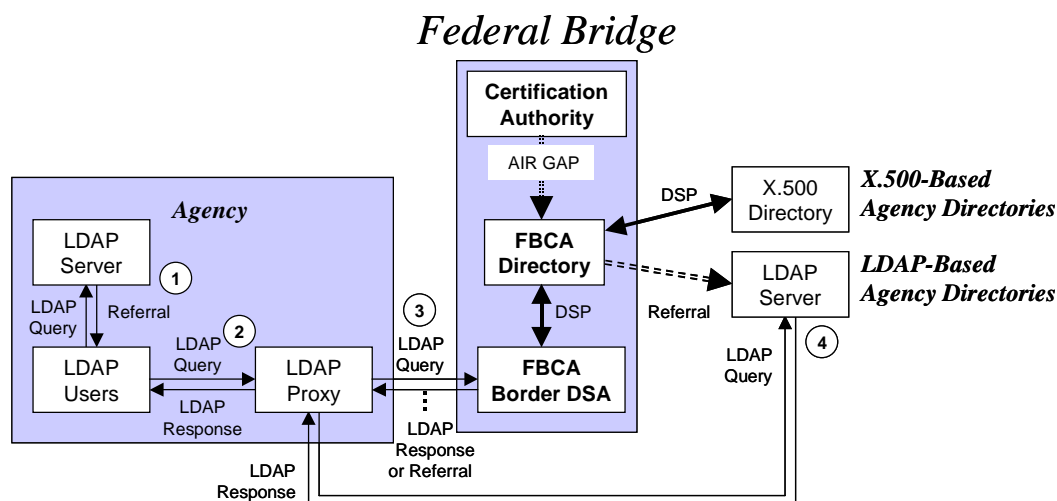 Federal Bridge
Certification
Authority
AIR GAP
Agency
LDAP
Server
1
LDAP
Query
Referral
LDAP
Users
2
LDAP
Query
LDAP
Response
LDAP
Proxy
3
LDAP
Query
LDAP
Response
or Referral
FBCA
Directory
DSP
FBCA
Border DSA
DSP
X.500
Directory
X.500-Based
Agency Directories
Referral
LDAP
Server
LDAP-Based
Agency Directories
4
LDAP
Query
LDAP
Response